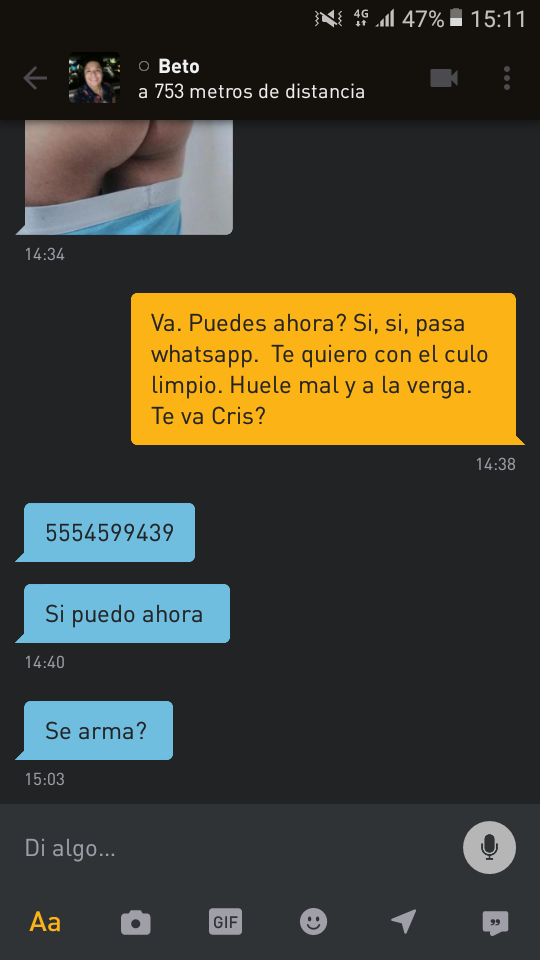 4G 47% 15:11
Beto
a 753 metros de distancia
14:34
Va. Puedes ahora? Si, si, pasa
whatsapp.  Te quiero con el culo
limpio. Huele mal y a la verga.
Te va Cris?
14:38
5554599439
Si puedo ahora
14:40
Se arma?
15:03
Di algo...
Aa
GIF